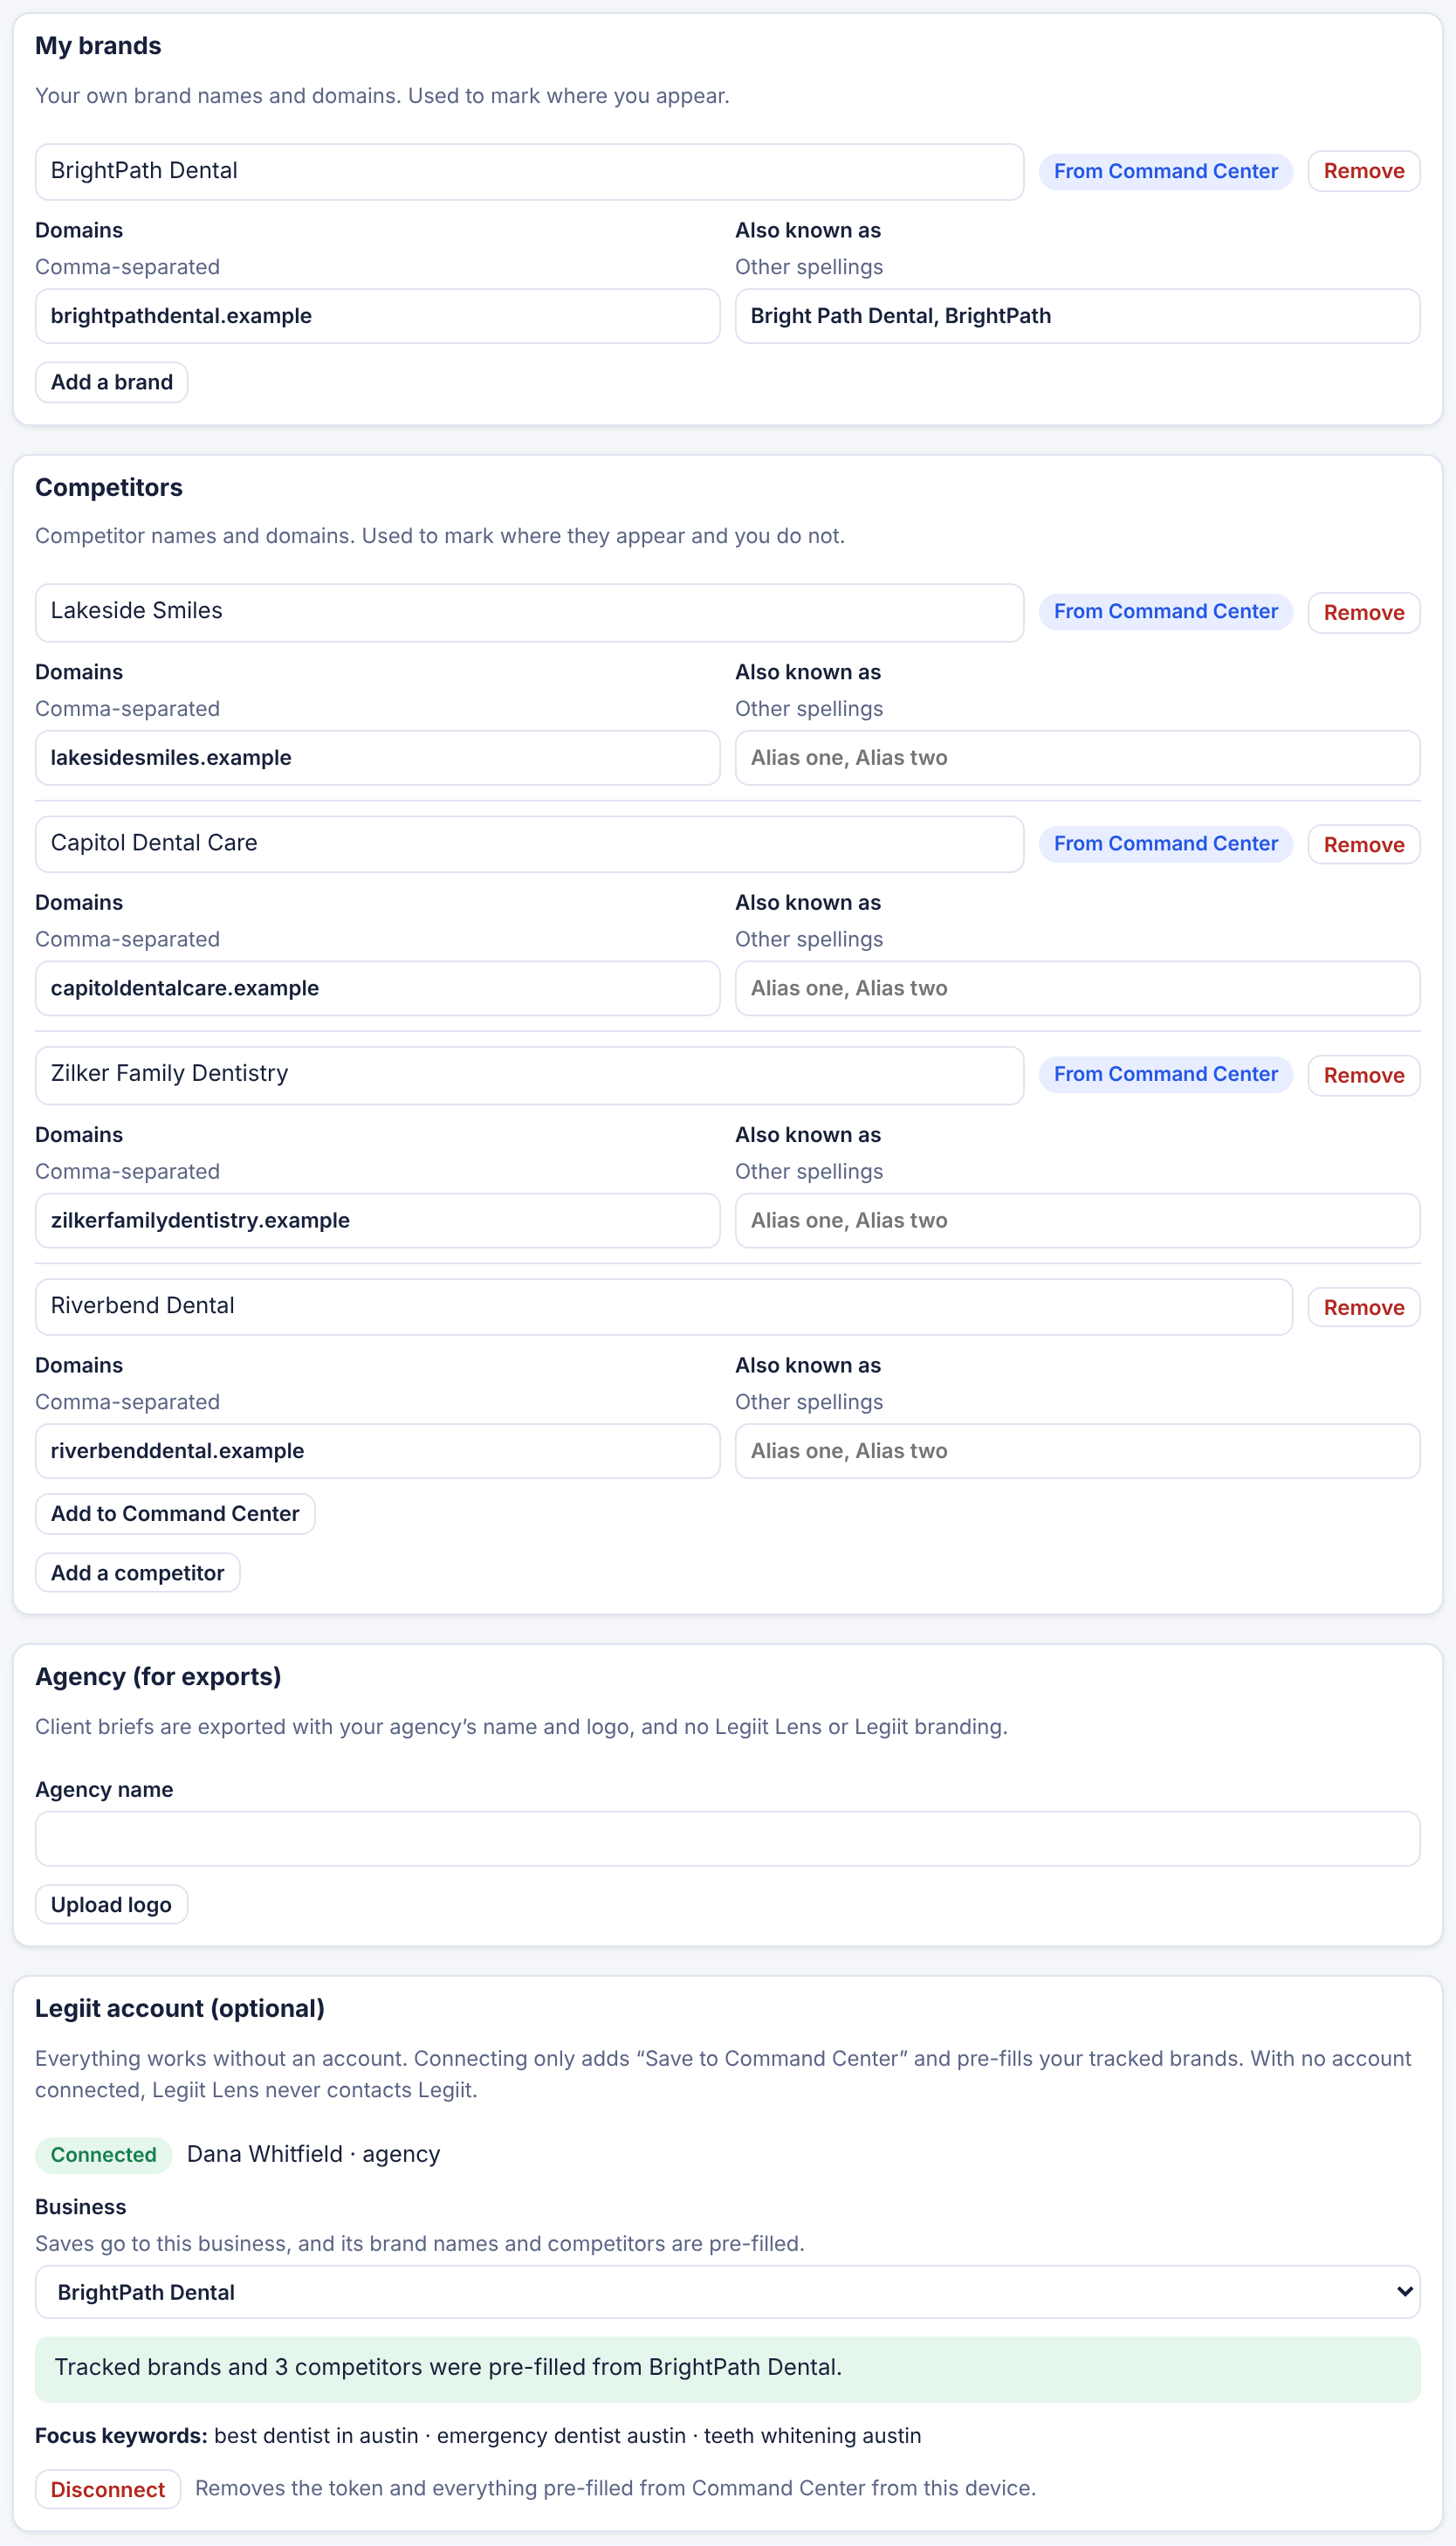 My brands
Your own brand names and domains. Used to mark where you appear.
BrightPath Dental
From Command Center
Remove
Domains
Also known as
Comma-separated
Other spellings
brightpathdental.example
Bright Path Dental, BrightPath
Add a brand
Competitors
Competitor names and domains. Used to mark where they appear and you do not.
Lakeside Smiles
From Command Center
Remove
Domains
Also known as
Comma-separated
Other spellings
lakesidesmiles.example
Alias one, Alias two
Capitol Dental Care
From Command Center
Remove
Domains
Also known as
Comma-separated
Other spellings
capitoldentalcare.example
Alias one, Alias two
Zilker Family Dentistry
From Command Center
Remove
Domains
Also known as
Comma-separated
Other spellings
zilkerfamilydentistry.example
Alias one, Alias two
Riverbend Dental
Remove
Domains
Also known as
Comma-separated
Other spellings
riverbenddental.example
Alias one, Alias two
Add to Command Center
Add a competitor
Agency (for exports)
Client briefs are exported with your agency’s name and logo, and no Legiit Lens or Legiit branding.
Agency name
Upload logo
Legiit account (optional)
Everything works without an account. Connecting only adds “Save to Command Center” and pre-fills your tracked brands. With no account
connected, Legiit Lens never contacts Legiit.
Connected
Dana Whitfield · agency
Business
Saves go to this business, and its brand names and competitors are pre-filled.
BrightPath Dental
Tracked brands and 3 competitors were pre-filled from BrightPath Dental.
Focus keywords: best dentist in austin · emergency dentist austin · teeth whitening austin
Disconnect
Removes the token and everything pre-filled from Command Center from this device.